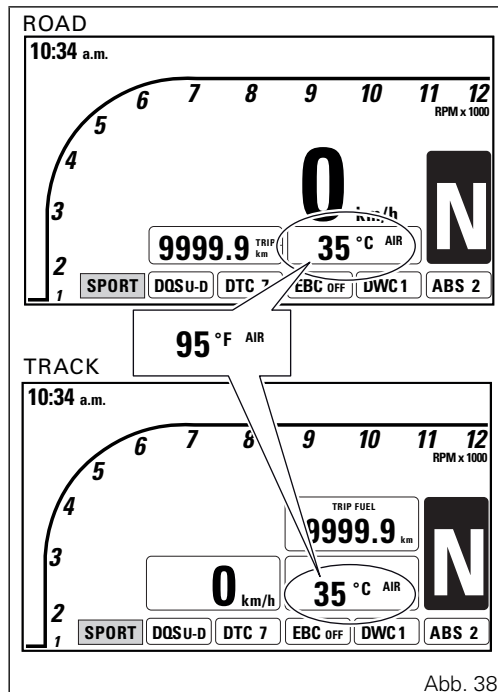 ROAD
10:34 a.m.
6 7 8 9 10 11 12
RPM x 1000
5
4
3
2
1
0 km/h
N
9999.9 TRIP km
35 °C AIR
SPORT DQS U-D DTC 7 EBC OFF DWC 1 ABS 2
95 °F AIR
TRACK
10:34 a.m.
6 7 8 9 10 11 12
RPM x 1000
5
4
3
2
1
TRIP FUEL
9999.9 km
N
0 km/h
35 °C AIR
SPORT DQS U-D DTC 7 EBC OFF DWC 1 ABS 2
Abb. 38